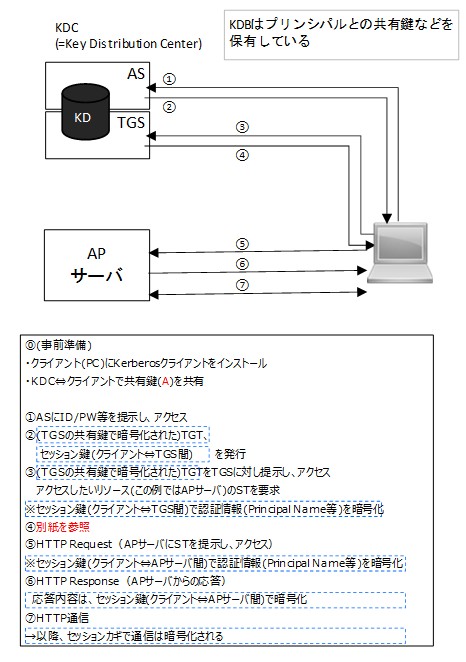 KDC
(=Key Distribution Center)
KDBはプリンシパルとの共有鍵などを
保有している
AS
KD
TGS
①
②
③
④
AP
サーバ
⑤
⑥
⑦
⓪(事前準備)
・クライアント(PC)にKerberosクライアントをインストール
・KDC⇔クライアントで共有鍵(A)を共有
①ASにID/PW等を提示し、アクセス
②(TGSの共有鍵で暗号化された)TGT、
セッション鍵(クライアント⇔TGS間) を発行
③(TGSの共有鍵で暗号化された)TGTをTGSに対し提示し、アクセス
アクセスしたいリソース(この例ではAPサーバ)のSTを要求
※セッション鍵(クライアント⇔TGS間)で認証情報(Principal Name等)を暗号化
④別紙を参照
⑤HTTP Request（APサーバにSTを提示し、アクセス）
※セッション鍵(クライアント⇔APサーバ間)で認証情報(Principal Name等)を暗号化
⑥HTTP Response（APサーバからの応答）
応答内容は、セッション鍵(クライアント⇔APサーバ間)で暗号化
⑦HTTP通信
→以降、セッションカギで通信は暗号化される